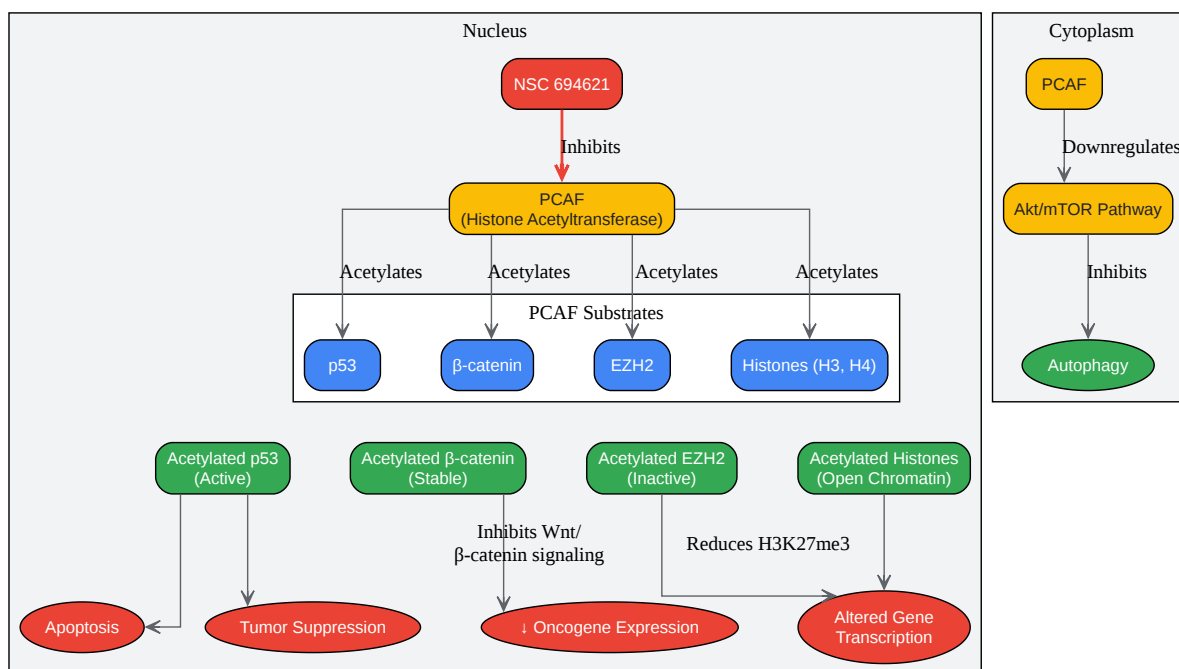 Nucleus
NSC 694621
Inhibits
PCAF
(Histone Acetyltransferase)
Acetylates
Acetylates
Acetylates
Acetylates
PCAF Substrates
p53
β-catenin
EZH2
Histones (H3, H4)
Acetylated p53
(Active)
Acetylated β-catenin
(Stable)
Acetylated EZH2
(Inactive)
Acetylated Histones
(Open Chromatin)
Inhibits Wnt/
β-catenin signaling
Reduces H3K27me3
Apoptosis
Tumor Suppression
↓ Oncogene Expression
Altered Gene
Transcription
Cytoplasm
PCAF
Downregulates
Akt/mTOR Pathway
Inhibits
Autophagy